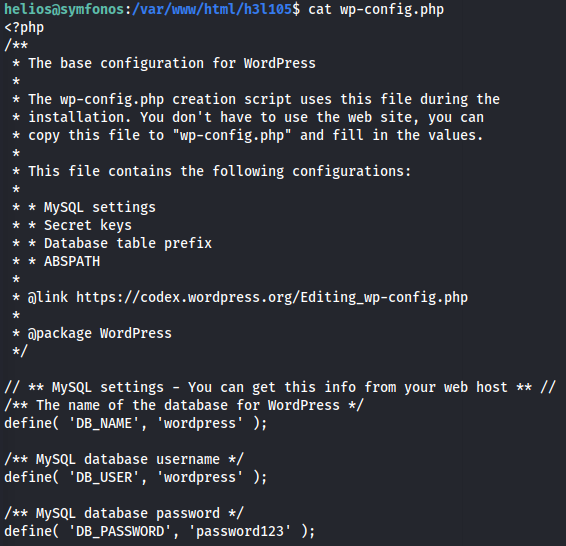 helios@symfonos:/var/www/html/h3l105$ cat wp-config.php
<?php
/**
 * The base configuration for WordPress
 *
 * The wp-config.php creation script uses this file during the
 * installation. You don't have to use the web site, you can
 * copy this file to "wp-config.php" and fill in the values.
 *
 * This file contains the following configurations:
 *
 * * MySQL settings
 * * Secret keys
 * * Database table prefix
 * * ABSPATH
 *
 * @link https://codex.wordpress.org/Editing_wp-config.php
 *
 * @package WordPress
 */

// ** MySQL settings - You can get this info from your web host ** //
/** The name of the database for WordPress */
define( 'DB_NAME', 'wordpress' );

/** MySQL database username */
define( 'DB_USER', 'wordpress' );

/** MySQL database password */
define( 'DB_PASSWORD', 'password123' );